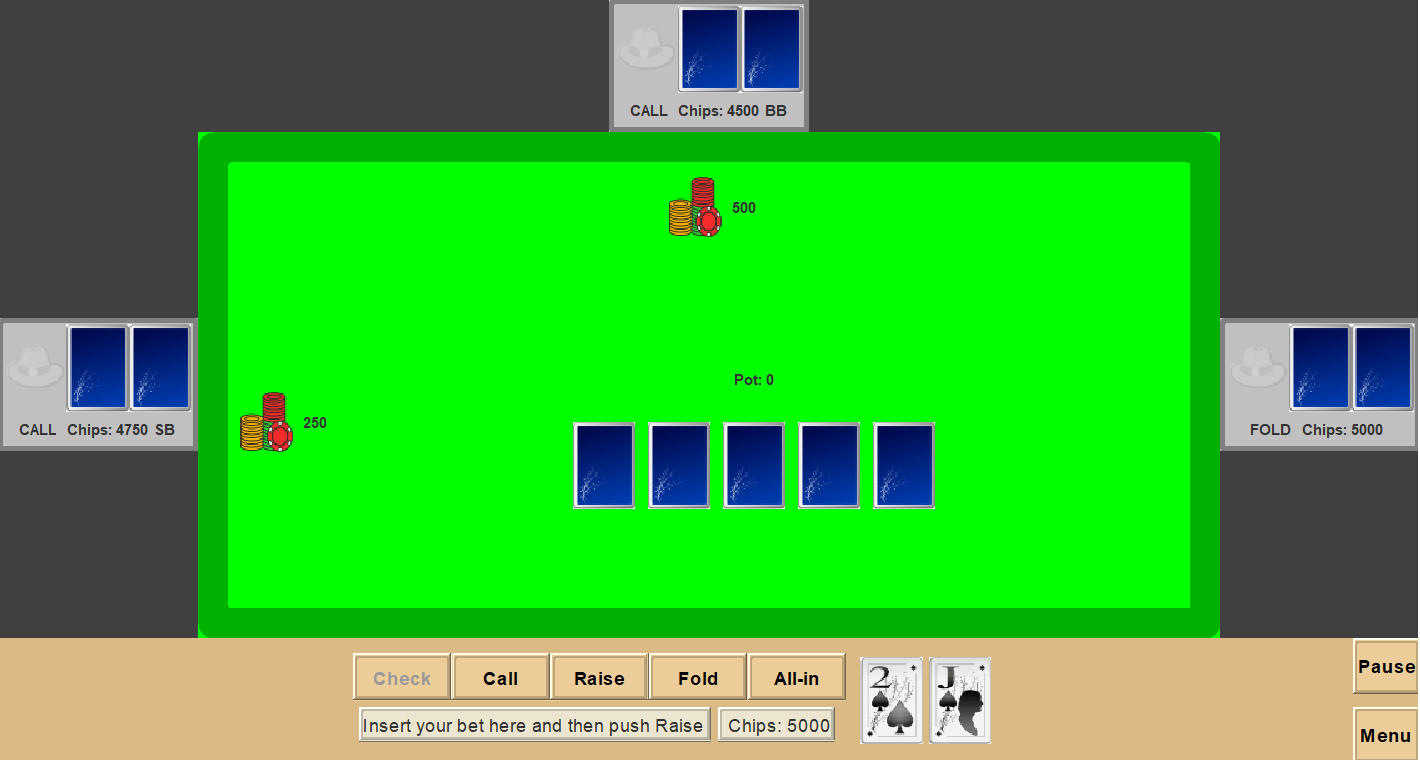 CALL Chips: 4500 BB
500
CALL Chips: 4750 SB
250
Pot: 0
FOLD Chips: 5000
Check Call Raise Fold All-in
Insert your bet here and then push Raise Chips: 5000
2 J
Pause
Menu